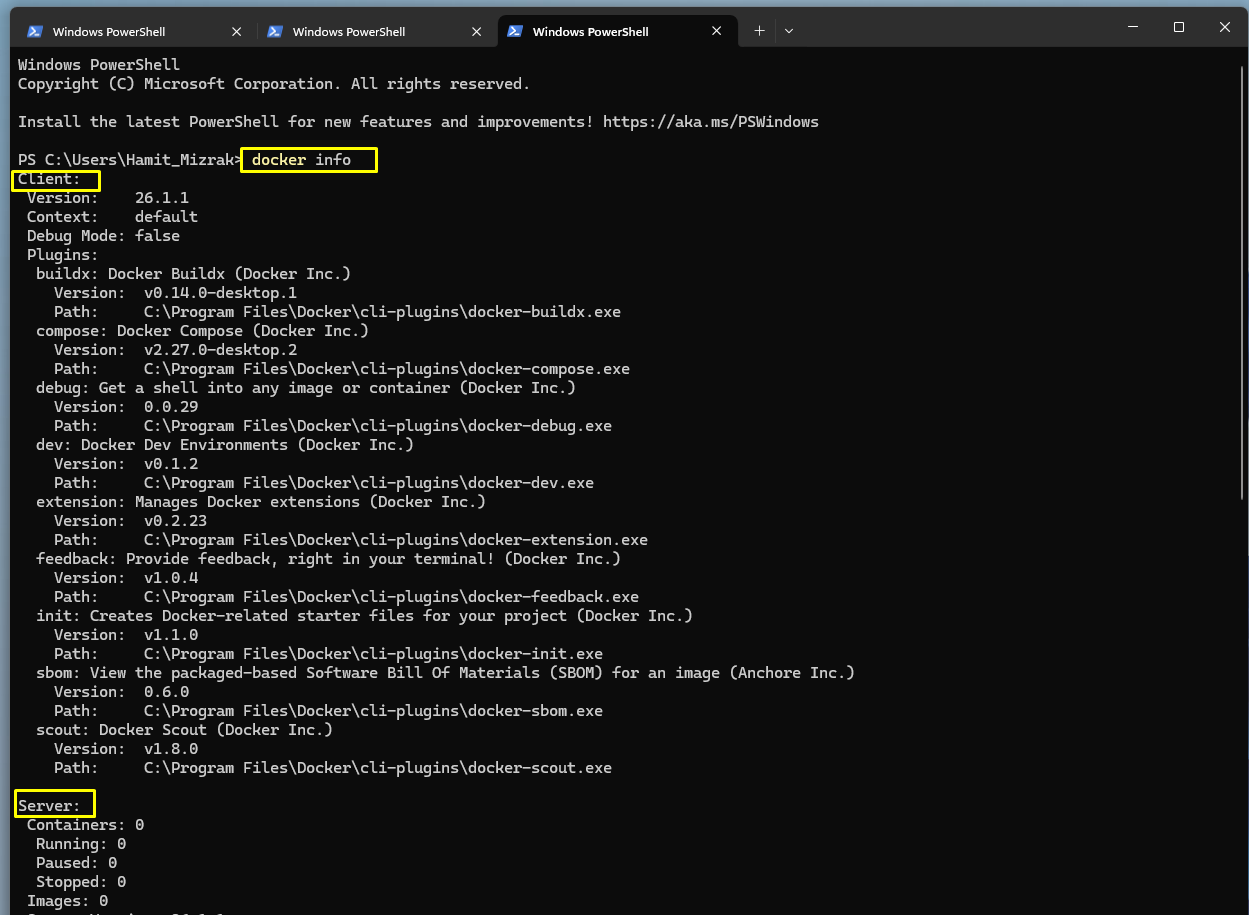 Windows PowerShell
Windows PowerShell
Windows PowerShell
Windows PowerShell
Copyright (C) Microsoft Corporation. All rights reserved.
Install the latest PowerShell for new features and improvements! https://aka.ms/PSWindows
PS C:\Users\Hamit_Mizrak> docker info
Client:
Version:    26.1.1
Context:    default
Debug Mode: false
Plugins:
buildx: Docker Buildx (Docker Inc.)
Version:  v0.14.0-desktop.1
Path:     C:\Program Files\Docker\cli-plugins\docker-buildx.exe
compose: Docker Compose (Docker Inc.)
Version:  v2.27.0-desktop.2
Path:     C:\Program Files\Docker\cli-plugins\docker-compose.exe
debug: Get a shell into any image or container (Docker Inc.)
Version:  0.0.29
Path:     C:\Program Files\Docker\cli-plugins\docker-debug.exe
dev: Docker Dev Environments (Docker Inc.)
Version:  v0.1.2
Path:     C:\Program Files\Docker\cli-plugins\docker-dev.exe
extension: Manages Docker extensions (Docker Inc.)
Version:  v0.2.23
Path:     C:\Program Files\Docker\cli-plugins\docker-extension.exe
feedback: Provide feedback, right in your terminal! (Docker Inc.)
Version:  v1.0.4
Path:     C:\Program Files\Docker\cli-plugins\docker-feedback.exe
init: Creates Docker-related starter files for your project (Docker Inc.)
Version:  v1.1.0
Path:     C:\Program Files\Docker\cli-plugins\docker-init.exe
sbom: View the packaged-based Software Bill Of Materials (SBOM) for an image (Anchore Inc.)
Version:  0.6.0
Path:     C:\Program Files\Docker\cli-plugins\docker-sbom.exe
scout: Docker Scout (Docker Inc.)
Version:  v1.8.0
Path:     C:\Program Files\Docker\cli-plugins\docker-scout.exe
Server:
Containers: 0
Running: 0
Paused: 0
Stopped: 0
Images: 0